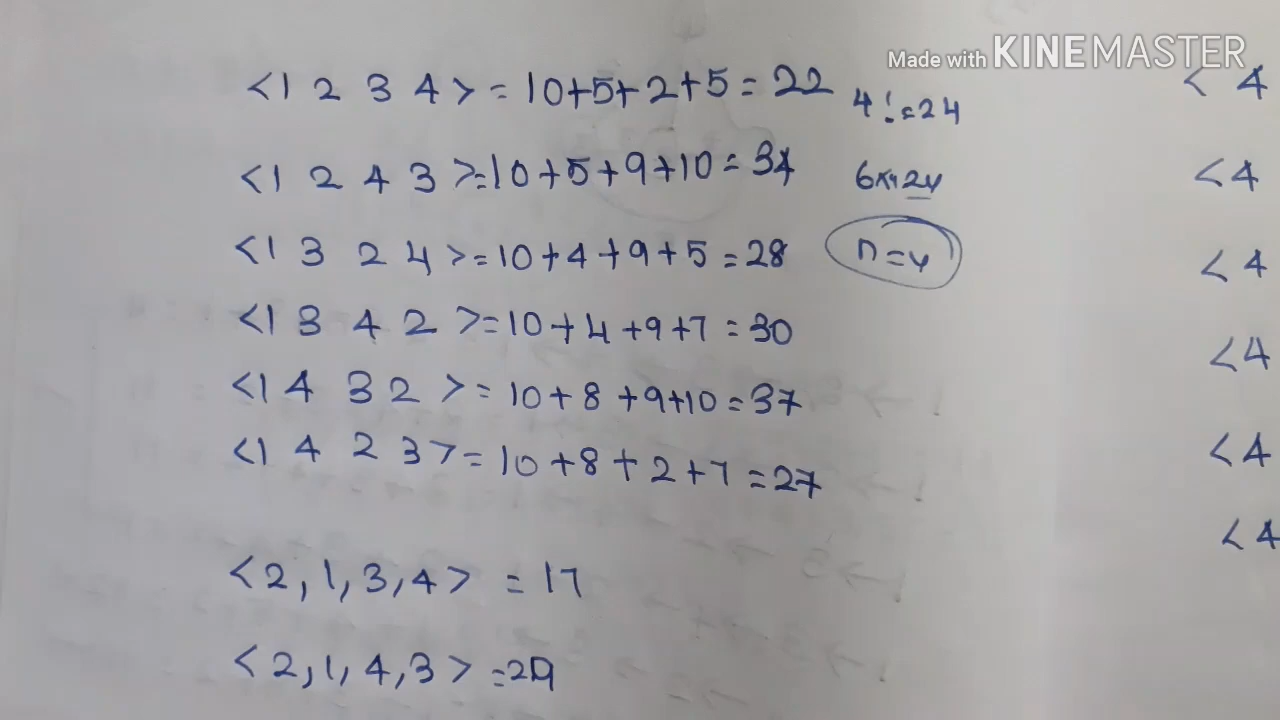 Made with KINEMASTER
<1 2 3 4> = 10+5+2+5 = 22
4! = 24
<1 2 4 3> = 10+5+9+10 = 34
6x4 = 24
<1 3 2 4> = 10+4+9+5 = 28
n = 4
<1 3 4 2> = 10+4+9+7 = 30
<1 4 3 2> = 10+8+9+10 = 37
<1 4 2 3> = 10+8+2+7 = 27
<2,1,3,4> = 17
<2,1,4,3> = 29
< 4
< 4
< 4
< 4
< 4
< 4